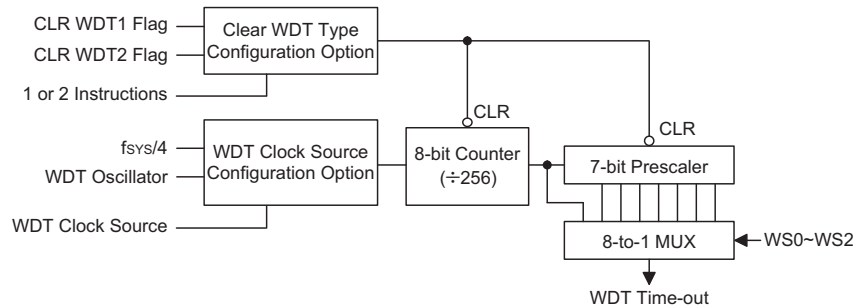 CLR WDT1 Flag
CLR WDT2 Flag
1 or 2 Instructions
Clear WDT Type
Configuration Option
CLR
CLR
fSYS/4
WDT Oscillator
WDT Clock Source
WDT Clock Source
Configuration Option
8-bit Counter
(÷256)
7-bit Prescaler
8-to-1 MUX
WS0~WS2
WDT Time-out